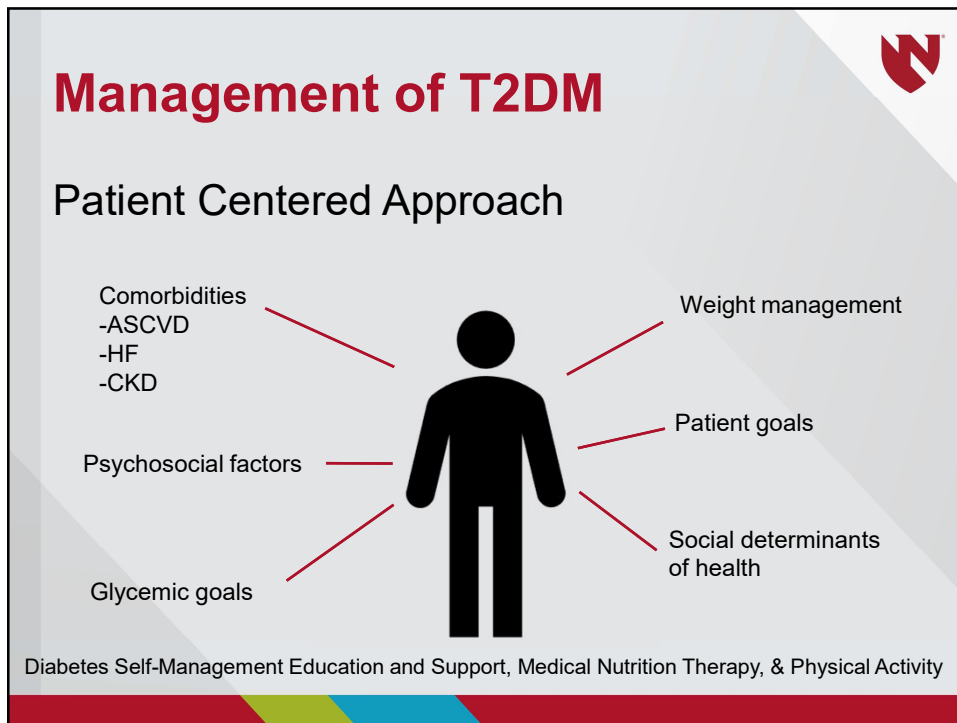 Management of T2DM
Patient Centered Approach
Comorbidities
-ASCVD
-HF
-CKD
Psychosocial factors
Glycemic goals
Weight management
Patient goals
Social determinants
of health
Diabetes Self-Management Education and Support, Medical Nutrition Therapy, & Physical Activity